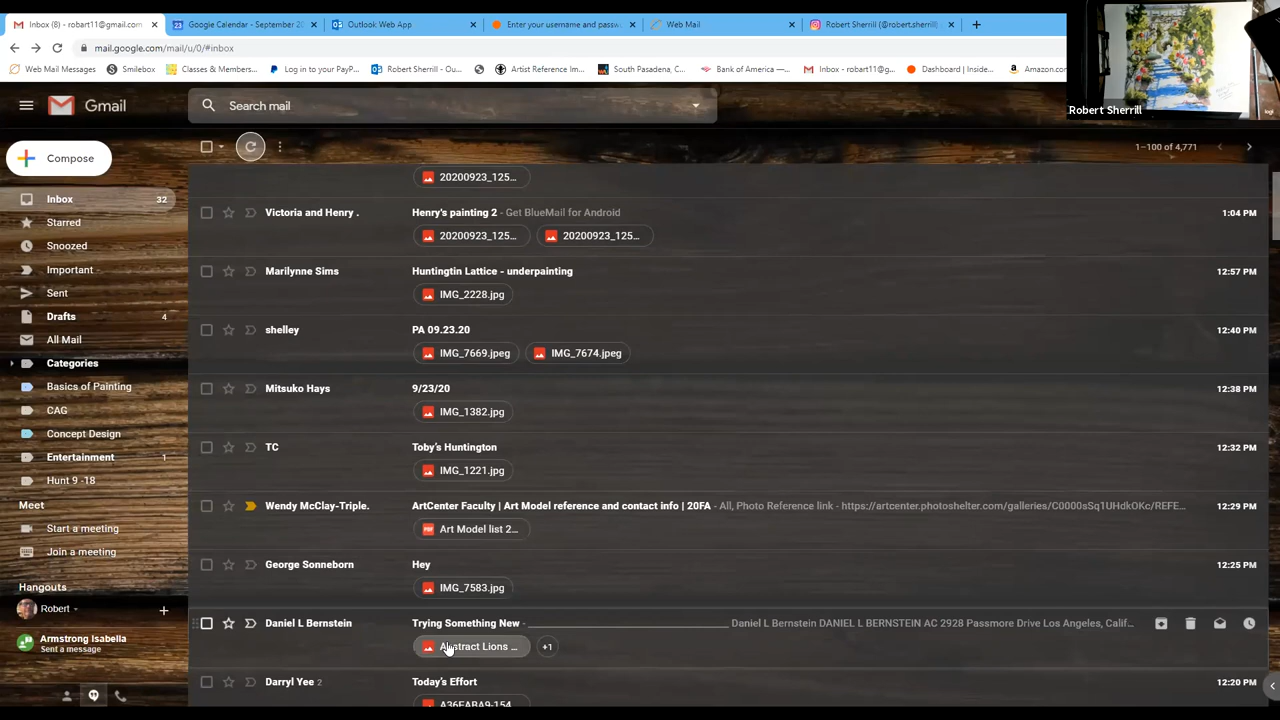 Inbox (8) - robart11@gmail.com
Google Calendar - September 20
Outlook Web App
Enter your username and passw
Web Mail
Robert Sherrill (@robert.sherrill
mail.google.com/mail/u/0/#inbox
Web Mail Messages
Smilebox
Classes & Members...
Log in to your PayP...
Robert Sherrill - Ou...
Artist Reference Im...
South Pasadena, C...
Bank of America —...
Inbox - robart11@g...
Dashboard | Inside...
Amazon.com
Robert Sherrill
Gmail
Search mail
Compose
1–100 of 4,771
Inbox 32
Starred
Snoozed
Important
Sent
Drafts 4
All Mail
Categories
Basics of Painting
CAG
Concept Design
Entertainment 1
Hunt 9 -18
Meet
Start a meeting
Join a meeting
Hangouts
Robert
Armstrong Isabella
Sent a message
20200923_125...
Victoria and Henry . Henry's painting 2 - Get BlueMail for Android 1:04 PM
20200923_125... 20200923_125...
Marilynne Sims Huntingtin Lattice - underpainting 12:57 PM
IMG_2228.jpg
shelley PA 09.23.20 12:40 PM
IMG_7669.jpeg IMG_7674.jpeg
Mitsuko Hays 9/23/20 12:38 PM
IMG_1382.jpg
TC Toby's Huntington 12:32 PM
IMG_1221.jpg
Wendy McClay-Triple. ArtCenter Faculty | Art Model reference and contact info | 20FA - All, Photo Reference link - https://artcenter.photoshelter.com/galleries/C0000sSq1UHdkOKc/REFE...
12:29 PM
Art Model list 2...
George Sonneborn Hey 12:25 PM
IMG_7583.jpg
Daniel L Bernstein Trying Something New - Daniel L Bernstein DANIEL L BERNSTEIN AC 2928 Passmore Drive Los Angeles, Calif...
Abstract Lions ... +1
Darryl Yee 2 Today's Effort 12:20 PM
A36EABA9-154...